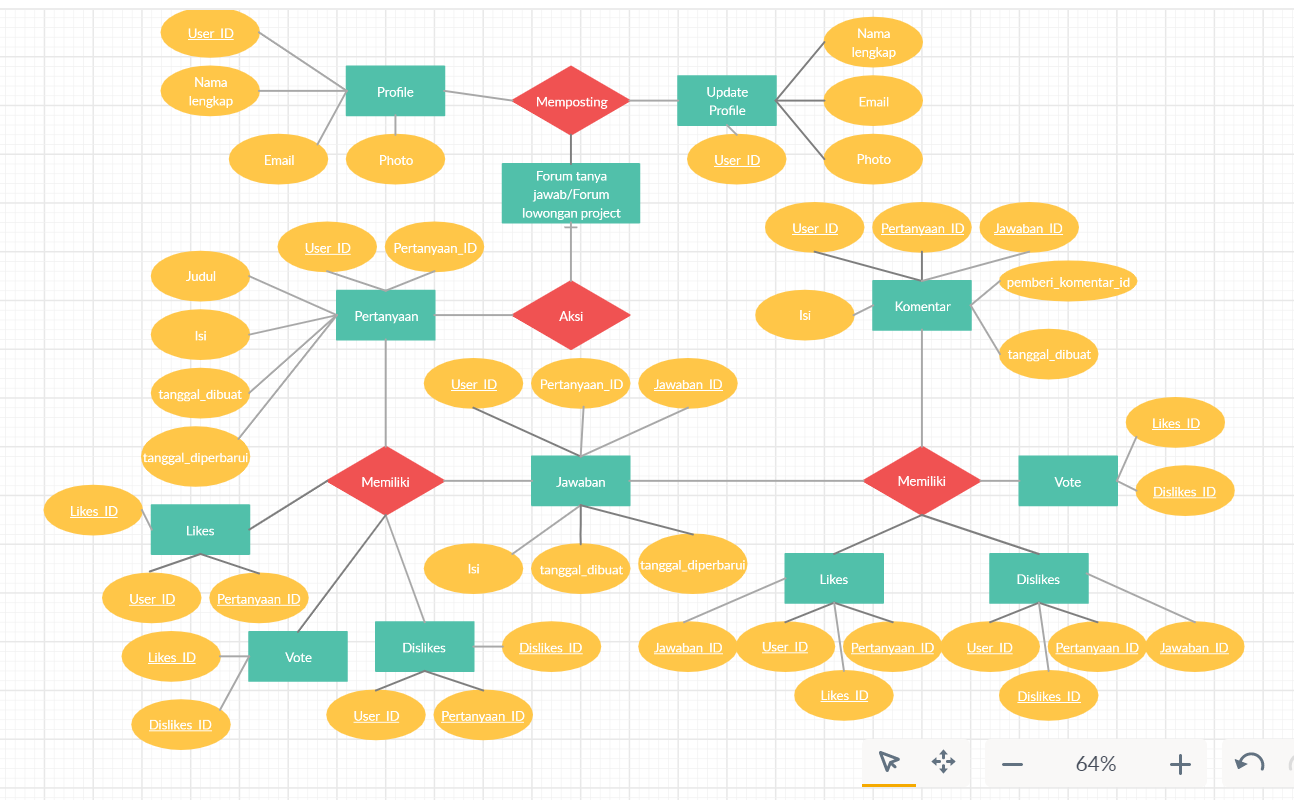 User_ID
Nama
lengkap
Email
Photo
Profile
Memposting
Update
Profile
User_ID
Nama
lengkap
Email
Photo
Forum tanya
jawab/Forum
lowongan project
User_ID
Pertanyaan_ID
Judul
Isi
tanggal_dibuat
tanggal_diperbarui
Pertanyaan
Aksi
User_ID
Pertanyaan_ID
Jawaban_ID
Isi
Komentar
pemberi_komentar_id
tanggal_dibuat
User_ID
Pertanyaan_ID
Jawaban_ID
Memiliki
Jawaban
Memiliki
Vote
Likes_ID
Dislikes_ID
Likes_ID
Likes
User_ID
Pertanyaan_ID
Isi
tanggal_dibuat
tanggal_diperbarui
Likes_ID
Vote
Dislikes_ID
Dislikes
Dislikes_ID
User_ID
Pertanyaan_ID
Likes
Jawaban_ID
User_ID
Pertanyaan_ID
Likes_ID
Dislikes
User_ID
Pertanyaan_ID
Jawaban_ID
Dislikes_ID
64%